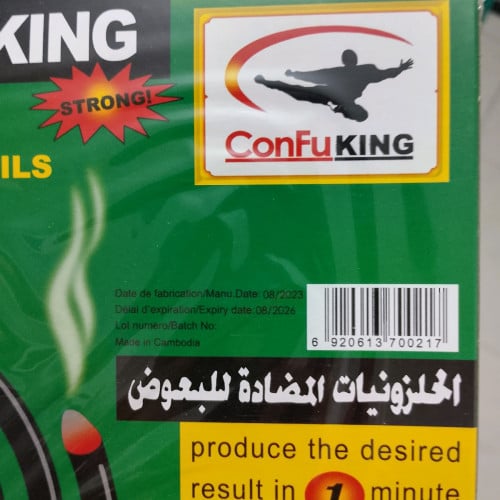 KING
STRONG!
ConFuKING
ILS
Date de fabrication/Manu.Date: 08/2023
Délai d'expiration/Expiry date:08/2026
Lot numéro/Batch No:
Made in Cambodia
6 920613 700217
الحلزونيات المضادة للبعوض
produce the desired
result in 1 minute